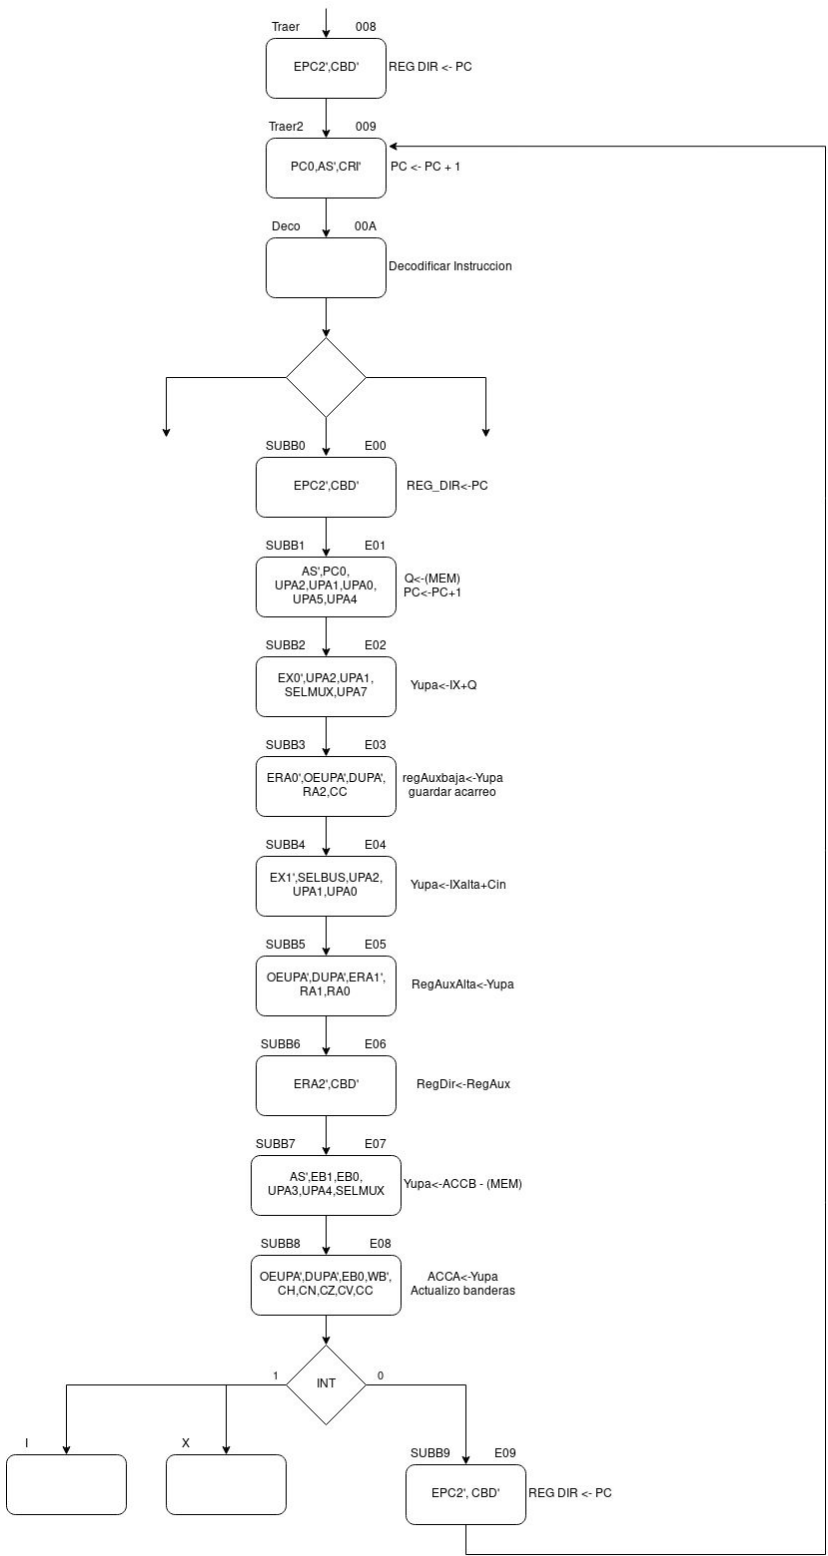 Traer 008
EPC2',CBD' REG DIR <- PC
Traer2 009
PC0,AS',CRI' PC <- PC + 1
Deco 00A
Decodificar Instruccion
SUBB0 E00
EPC2',CBD' REG_DIR<-PC
SUBB1 E01
AS',PC0,
UPA2,UPA1,UPA0,
UPA5,UPA4
Q<-(MEM)
PC<-PC+1
SUBB2 E02
EX0',UPA2,UPA1,
SELMUX,UPA7
Yupa<-IX+Q
SUBB3 E03
ERA0',OEUPA',DUPA',
RA2,CC
regAuxbaja<-Yupa
guardar acarreo
SUBB4 E04
EX1',SELBUS,UPA2,
UPA1,UPA0
Yupa<-IXalta+Cin
SUBB5 E05
OEUPA',DUPA',ERA1',
RA1,RA0
RegAuxAlta<-Yupa
SUBB6 E06
ERA2',CBD' RegDir<-RegAux
SUBB7 E07
AS',EB1,EB0,
UPA3,UPA4,SELMUX
Yupa<-ACCB - (MEM)
SUBB8 E08
OEUPA',DUPA',EB0,WB',
CH,CN,CZ,CV,CC
ACCA<-Yupa
Actualizo banderas
1 INT 0
I X SUBB9 E09
EPC2', CBD' REG DIR <- PC